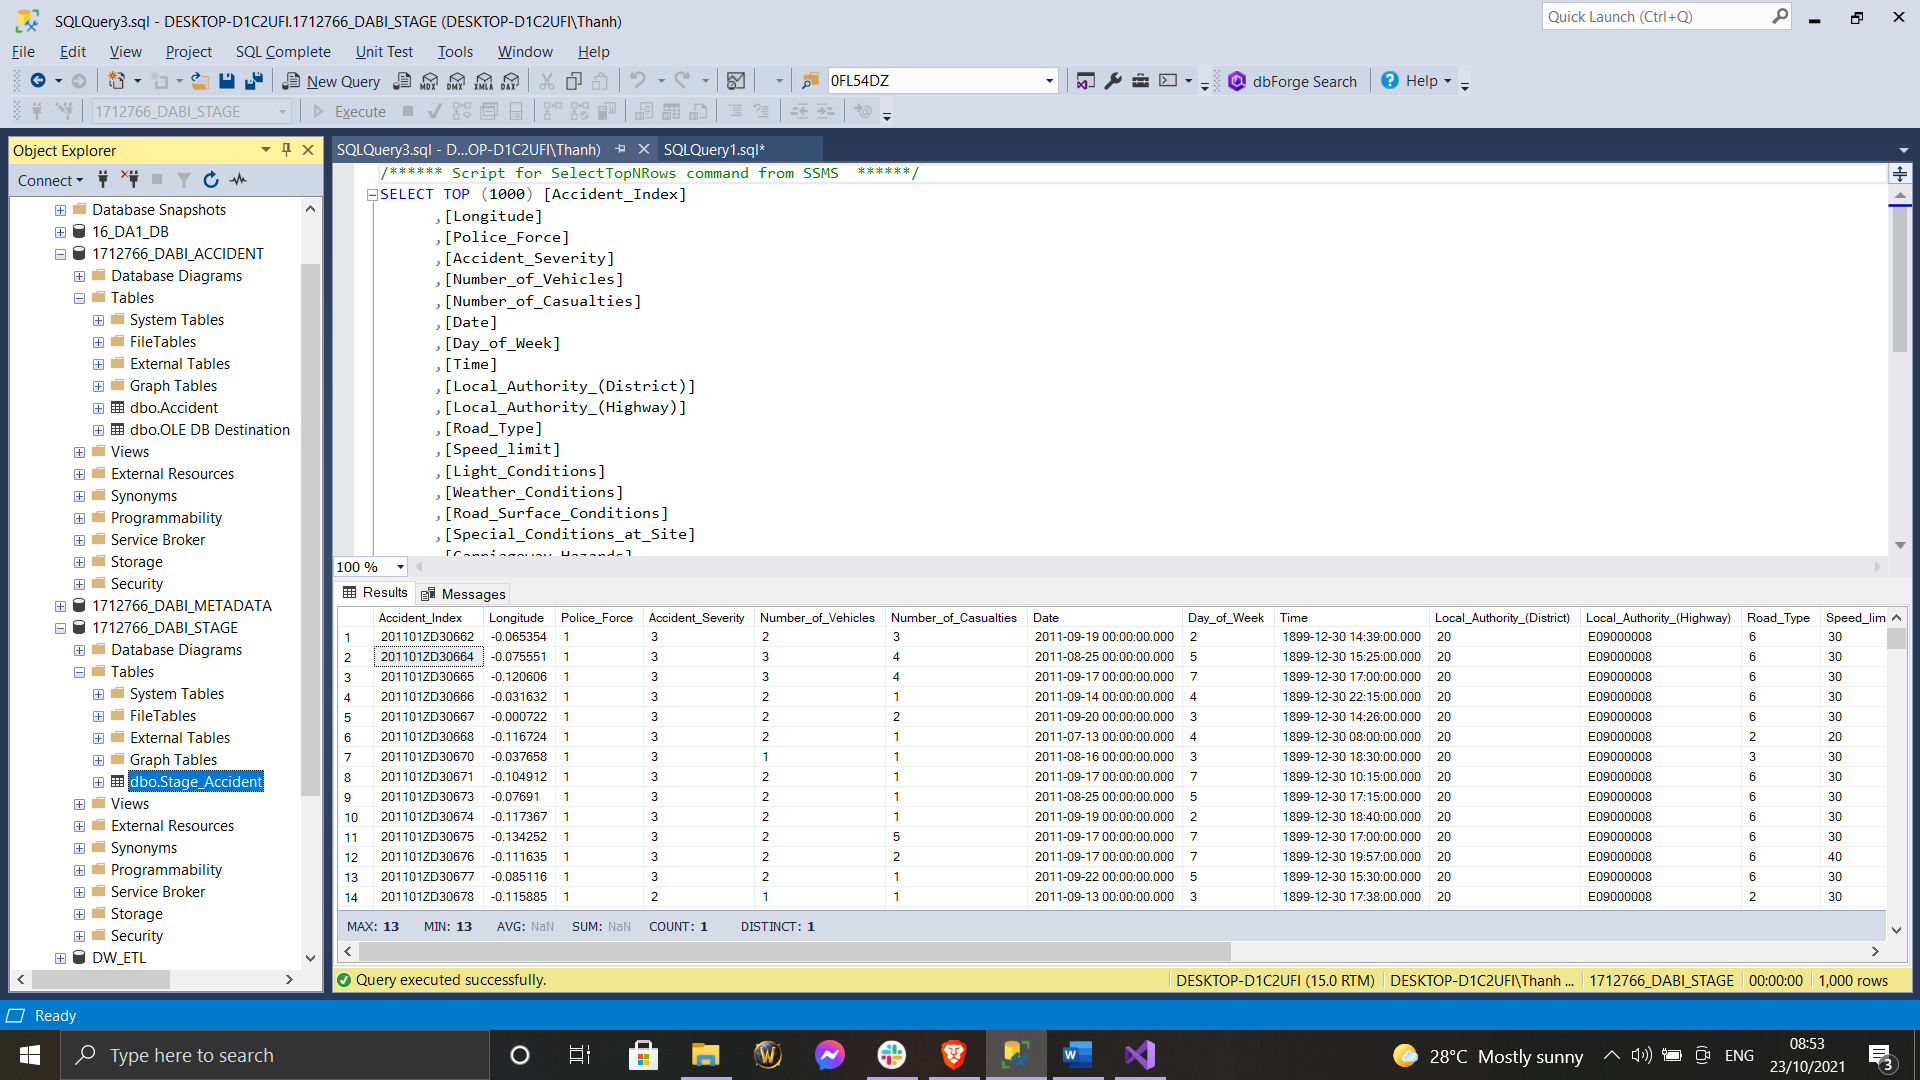 SQLQuery3.sql - DESKTOP-D1C2UFI.1712766_DABI_STAGE (DESKTOP-D1C2UFI\Thanh)
Quick Launch (Ctrl+Q)
File Edit View Project SQL Complete Unit Test Tools Window Help
New Query MDX DMX XMLA DAX 0FL54DZ dbForge Search Help
1712766_DABI_STAGE Execute
Object Explorer
Connect
Database Snapshots
16_DA1_DB
1712766_DABI_ACCIDENT
Database Diagrams
Tables
System Tables
FileTables
External Tables
Graph Tables
dbo.Accident
dbo.OLE DB Destination
Views
External Resources
Synonyms
Programmability
Service Broker
Storage
Security
1712766_DABI_METADATA
1712766_DABI_STAGE
Database Diagrams
Tables
System Tables
FileTables
External Tables
Graph Tables
dbo.Stage_Accident
Views
External Resources
Synonyms
Programmability
Service Broker
Storage
Security
DW_ETL
SQLQuery3.sql - D...OP-D1C2UFI\Thanh) SQLQuery1.sql*
/****** Script for SelectTopNRows command from SSMS ******/
SELECT TOP (1000) [Accident_Index]
,[Longitude]
,[Police_Force]
,[Accident_Severity]
,[Number_of_Vehicles]
,[Number_of_Casualties]
,[Date]
,[Day_of_Week]
,[Time]
,[Local_Authority_(District)]
,[Local_Authority_(Highway)]
,[Road_Type]
,[Speed_limit]
,[Light_Conditions]
,[Weather_Conditions]
,[Road_Surface_Conditions]
,[Special_Conditions_at_Site]
,[Carriageway_Hazards]
100 %
Results Messages
Accident_Index Longitude Police_Force Accident_Severity Number_of_Vehicles Number_of_Casualties Date Day_of_Week Time Local_Authority_(District) Local_Authority_(Highway) Road_Type Speed_lim
1 201101ZD30662 -0.065354 1 3 2 3 2011-09-19 00:00:00.000 2 1899-12-30 14:39:00.000 20 E09000008 6 30
2 201101ZD30664 -0.075551 1 3 3 4 2011-08-25 00:00:00.000 5 1899-12-30 15:25:00.000 20 E09000008 6 30
3 201101ZD30665 -0.120606 1 3 3 4 2011-09-17 00:00:00.000 7 1899-12-30 17:00:00.000 20 E09000008 6 30
4 201101ZD30666 -0.031632 1 3 2 1 2011-09-14 00:00:00.000 4 1899-12-30 22:15:00.000 20 E09000008 6 30
5 201101ZD30667 -0.000722 1 3 2 2 2011-09-20 00:00:00.000 3 1899-12-30 14:26:00.000 20 E09000008 6 30
6 201101ZD30668 -0.116724 1 3 2 1 2011-07-13 00:00:00.000 4 1899-12-30 08:00:00.000 20 E09000008 2 20
7 201101ZD30670 -0.037658 1 3 1 1 2011-08-16 00:00:00.000 3 1899-12-30 18:30:00.000 20 E09000008 3 30
8 201101ZD30671 -0.104912 1 3 2 1 2011-09-17 00:00:00.000 7 1899-12-30 10:15:00.000 20 E09000008 6 30
9 201101ZD30673 -0.07691 1 3 2 1 2011-08-25 00:00:00.000 5 1899-12-30 17:15:00.000 20 E09000008 6 30
10 201101ZD30674 -0.117367 1 3 2 1 2011-09-19 00:00:00.000 2 1899-12-30 18:40:00.000 20 E09000008 6 30
11 201101ZD30675 -0.134252 1 3 2 5 2011-09-17 00:00:00.000 7 1899-12-30 17:00:00.000 20 E09000008 6 30
12 201101ZD30676 -0.111635 1 3 2 2 2011-09-17 00:00:00.000 7 1899-12-30 19:57:00.000 20 E09000008 6 40
13 201101ZD30677 -0.085116 1 3 2 1 2011-09-22 00:00:00.000 5 1899-12-30 15:30:00.000 20 E09000008 6 30
14 201101ZD30678 -0.115885 1 2 1 1 2011-09-13 00:00:00.000 3 1899-12-30 17:38:00.000 20 E09000008 2 30
MAX: 13 MIN: 13 AVG: NaN SUM: NaN COUNT: 1 DISTINCT: 1
Query executed successfully. DESKTOP-D1C2UFI (15.0 RTM) DESKTOP-D1C2UFI\Thanh ... 1712766_DABI_STAGE 00:00:00 1,000 rows
Ready
Type here to search
28°C Mostly sunny
ENG
08:53
23/10/2021
3